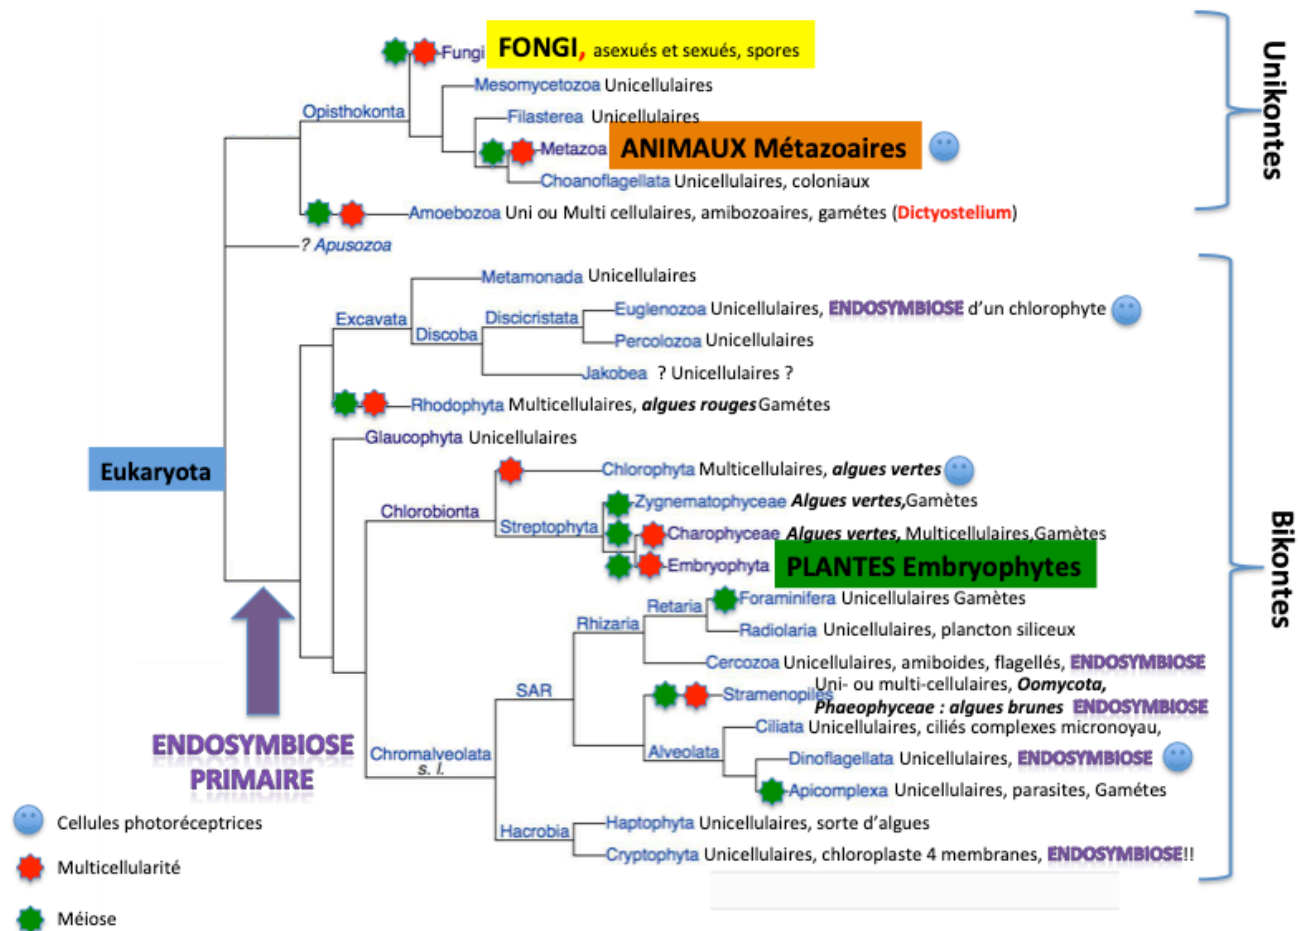 Fungi FONGI, asexués et sexués, spores
Mesomycetozoa Unicellulaires
Opisthokonta
Filasterea Unicellulaires
Metazoa ANIMAUX Métazoaires
Choanoflagellata Unicellulaires, coloniaux
Amoebozoa Uni ou Multi cellulaires, amibozoaires, gamétes (Dictyostelium)
? Apusozoa
Unikontes
Metamonada Unicellulaires
Excavata
Discoba
Discicristata
Euglenozoa Unicellulaires, ENDOSYMBIOSE d'un chlorophyte
Percolozoa Unicellulaires
Jakobea ? Unicellulaires ?
Rhodophyta Multicellulaires, algues rouges Gamétes
Glaucophyta Unicellulaires
Eukaryota
Chlorophyta Multicellulaires, algues vertes
Chlorobionta
Zygnematophyceae Algues vertes,Gamètes
Streptophyta
Charophyceae Algues vertes, Multicellulaires,Gamètes
Embryophyta PLANTES Embryophytes
Bikontes
Retaria
Foraminifera Unicellulaires Gamètes
Rhizaria
Radiolaria Unicellulaires, plancton siliceux
Cercozoa Unicellulaires, amiboides, flagellés, ENDOSYMBIOSE
SAR
Stramenopiles
Uni- ou multi-cellulaires, Oomycota,
Phaeophyceae : algues brunes ENDOSYMBIOSE
Ciliata Unicellulaires, ciliés complexes micronoyau,
Alveolata
Dinoflagellata Unicellulaires, ENDOSYMBIOSE
Apicomplexa Unicellulaires, parasites, Gamétes
Chromalveolata
s. l.
Haptophyta Unicellulaires, sorte d'algues
Hacrobia
Cryptophyta Unicellulaires, chloroplaste 4 membranes, ENDOSYMBIOSE!!
ENDOSYMBIOSE
PRIMAIRE
Cellules photoréceptrices
Multicellularité
Méiose